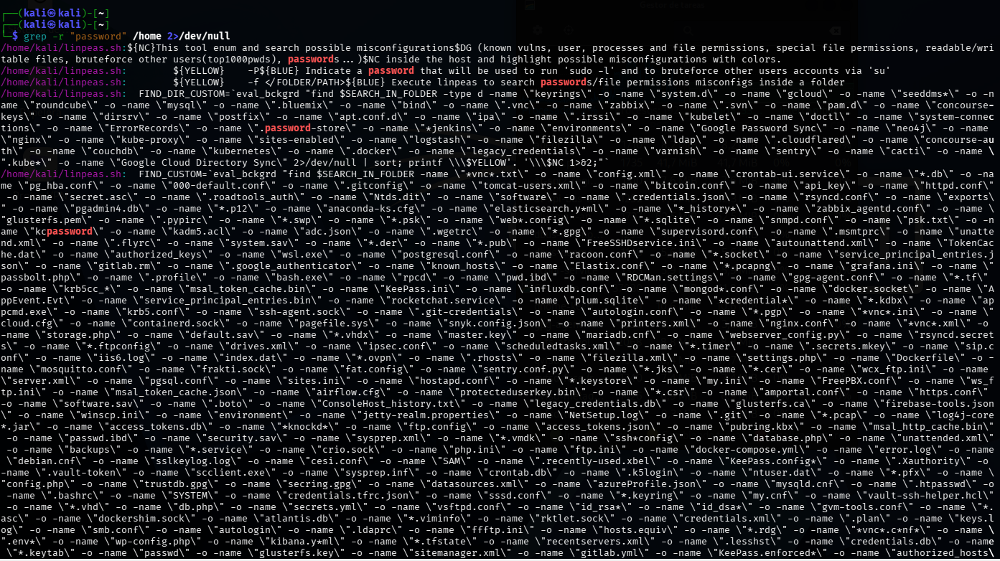 ┌──(kali㉿kali)-[~]
┌──(kali㉿kali)-[~]
└─$ grep -r "password" /home 2>/dev/null
/home/kali/linpeas.sh:${NC}This tool enum and search possible misconfigurations$DG (known vulns, user, processes and file permissions, special file permissions, readable/wri
table files, bruteforce other users(top1000pwds), passwords...)$NC inside the host and highlight possible misconfigurations with colors.
/home/kali/linpeas.sh:        ${YELLOW}    -P${BLUE} Indicate a password that will be used to run 'sudo -l' and to bruteforce other users accounts via 'su'
/home/kali/linpeas.sh:        ${YELLOW}    -f </FOLDER/PATH>${BLUE} Execute linpeas to search passwords/file permissions misconfigs inside a folder
/home/kali/linpeas.sh:  FIND_DIR_CUSTOM=`eval_bckgrd "find $SEARCH_IN_FOLDER -type d -name \"keyrings\" -o -name \"system.d\" -o -name \"gcloud\" -o -name \"seeddms*\" -o -n
ame \"roundcube\" -o -name \"mysql\" -o -name \".bluemix\" -o -name \"bind\" -o -name \".vnc\" -o -name \"zabbix\" -o -name \".svn\" -o -name \"pam.d\" -o -name \"concourse-
keys\" -o -name \"dirsrv\" -o -name \"postfix\" -o -name \"apt.conf.d\" -o -name \"ipa\" -o -name \".irssi\" -o -name \"kubelet\" -o -name \"doctl\" -o -name \"system-connec
tions\" -o -name \"ErrorRecords\" -o -name \".password-store\" -o -name \"*jenkins\" -o -name \"environments\" -o -name \"Google Password Sync\" -o -name \"neo4j\" -o -name 
\"nginx\" -o -name \"kube-proxy\" -o -name \"sites-enabled\" -o -name \"logstash\" -o -name \"filezilla\" -o -name \"ldap\" -o -name \".cloudflared\" -o -name \"concourse-au
th\" -o -name \"couchdb\" -o -name \"kubernetes\" -o -name \".docker\" -o -name \"legacy_credentials\" -o -name \"varnish\" -o -name \"sentry\" -o -name \"cacti\" -o -name \
".kube*\" -o -name \"Google Cloud Directory Sync\" 2>/dev/null | sort; printf \\\$YELLOW'. '\\\$NC 1>&2;"`
/home/kali/linpeas.sh:  FIND_CUSTOM=`eval_bckgrd "find $SEARCH_IN_FOLDER -name \"*vnc*.txt\" -o -name \"config.xml\" -o -name \"crontab-ui.service\" -o -name \"*.db\" -o -na
me \"pg_hba.conf\" -o -name \"000-default.conf\" -o -name \".gitconfig\" -o -name \"tomcat-users.xml\" -o -name \"bitcoin.conf\" -o -name \"api_key\" -o -name \"httpd.conf\"
 -o -name \"secret.asc\" -o -name \".roadtools_auth\" -o -name \"Ntds.dit\" -o -name \"software\" -o -name \".credentials.json\" -o -name \"rsyncd.conf\" -o -name \"exports\
" -o -name \"pgadmin4.db\" -o -name \"*.p12\" -o -name \"anaconda-ks.cfg\" -o -name \"elasticsearch.y*ml\" -o -name \"*_history*\" -o -name \"zabbix_agentd.conf\" -o -name \
"glusterfs.pem\" -o -name \".pypirc\" -o -name \"*.swp\" -o -name \"*.psk\" -o -name \"web*.config\" -o -name \"*.sqlite\" -o -name \"snmpd.conf\" -o -name \"psk.txt\" -o -n
ame \"kcpassword\" -o -name \"kadm5.acl\" -o -name \"adc.json\" -o -name \".wgetrc\" -o -name \"*.gpg\" -o -name \"supervisord.conf\" -o -name \".msmtprc\" -o -name \"unatte
nd.xml\" -o -name \".flyrc\" -o -name \"system.sav\" -o -name \"*.der\" -o -name \"*.pub\" -o -name \"FreeSSHDservice.ini\" -o -name \"autounattend.xml\" -o -name \"TokenCac
he.dat\" -o -name \"authorized_keys\" -o -name \"wsl.exe\" -o -name \"postgresql.conf\" -o -name \"racoon.conf\" -o -name \"*.socket\" -o -name \"service_principal_entries.j
son\" -o -name \"gitlab.rm\" -o -name \".google_authenticator\" -o -name \"known_hosts\" -o -name \"Elastix.conf\" -o -name \"*.pcapng\" -o -name \"grafana.ini\" -o -name \"
passbolt.php\" -o -name \".profile\" -o -name \"bash.exe\" -o -name \"rpcd\" -o -name \"pwd.ibd\" -o -name \"RDCMan.settings\" -o -name \"gpg-agent.conf\" -o -name \"*.tf\" 
-o -name \"krb5cc_*\" -o -name \"msal_token_cache.bin\" -o -name \"KeePass.ini\" -o -name \"influxdb.conf\" -o -name \"mongod*.conf\" -o -name \"docker.socket\" -o -name \"A
ppEvent.Evt\" -o -name \"service_principal_entries.bin\" -o -name \"rocketchat.service\" -o -name \"plum.sqlite\" -o -name \"*credential*\" -o -name \"*.kdbx\" -o -name \"ap
pcmd.exe\" -o -name \"krb5.conf\" -o -name \"ssh-agent.sock\" -o -name \".git-credentials\" -o -name \"autologin.conf\" -o -name \"*.pgp\" -o -name \"*vnc*.ini\" -o -name \"
cloud.cfg\" -o -name \"containerd.sock\" -o -name \"pagefile.sys\" -o -name \"snyk.config.json\" -o -name \"printers.xml\" -o -name \"nginx.conf\" -o -name \"*vnc*.xml\" -o 
-name \"storage.php\" -o -name \"default.sav\" -o -name \"*.vhdx\" -o -name \"master.key\" -o -name \"mariadb.cnf\" -o -name \"webserver_config.py\" -o -name \"rsyncd.secret
s\" -o -name \"*.ftpconfig\" -o -name \"drives.xml\" -o -name \"ipsec.conf\" -o -name \"scheduledtasks.xml\" -o -name \"*.timer\" -o -name \".secrets.mkey\" -o -name \"sip.c
onf\" -o -name \"iis6.log\" -o -name \"index.dat\" -o -name \"*.ovpn\" -o -name \".rhosts\" -o -name \"filezilla.xml\" -o -name \"settings.php\" -o -name \"Dockerfile\" -o -
name \"mosquitto.conf\" -o -name \"frakti.sock\" -o -name \"fat.config\" -o -name \"sentry.conf.py\" -o -name \"*.jks\" -o -name \"*.cer\" -o -name \"wcx_ftp.ini\" -o -name 
\"server.xml\" -o -name \"pgsql.conf\" -o -name \"sites.ini\" -o -name \"hostapd.conf\" -o -name \"*.keystore\" -o -name \"my.ini\" -o -name \"FreePBX.conf\" -o -name \"ws_f
tp.ini\" -o -name \"msal_token_cache.json\" -o -name \"airflow.cfg\" -o -name \"protecteduserkey.bin\" -o -name \"*.csr\" -o -name \"amportal.conf\" -o -name \"https.conf\" 
-o -name \"software.sav\" -o -name \".boto\" -o -name \"ConsoleHost_history.txt\" -o -name \"legacy_credentials.db\" -o -name \"glusterfs.ca\" -o -name \"firebase-tools.json
\" -o -name \"winscp.ini\" -o -name \"environment\" -o -name \"jetty-realm.properties\" -o -name \"NetSetup.log\" -o -name \".git\" -o -name \"*.pcap\" -o -name \"log4j-core
*.jar\" -o -name \"access_tokens.db\" -o -name \"*knockd*\" -o -name \"ftp.config\" -o -name \"access_tokens.json\" -o -name \"pubring.kbx\" -o -name \"msal_http_cache.bin\"
 -o -name \"passwd.ibd\" -o -name \"security.sav\" -o -name \"sysprep.xml\" -o -name \"*.vmdk\" -o -name \"ssh*config\" -o -name \"database.php\" -o -name \"unattended.xml\"
 -o -name \"backups\" -o -name \"*.service\" -o -name \"crio.sock\" -o -name \"php.ini\" -o -name \"ftp.ini\" -o -name \"docker-compose.yml\" -o -name \"error.log\" -o -name
 \"debian.cnf\" -o -name \"sslkeylog.log\" -o -name \"cesi.conf\" -o -name \"SAM\" -o -name \".recently-used.xbel\" -o -name \"KeePass.config*\" -o -name \".Xauthority\" -o 
-name \".vault-token\" -o -name \"scclient.exe\" -o -name \"sysprep.inf\" -o -name \"crontab.db\" -o -name \".k5login\" -o -name \"ntuser.dat\" -o -name \"*.pfx\" -o -name \
"config.php\" -o -name \"trustdb.gpg\" -o -name \"secring.gpg\" -o -name \"datasources.xml\" -o -name \"azureProfile.json\" -o -name \"mysqld.cnf\" -o -name \".htpasswd\" -o
 -name \".bashrc\" -o -name \"SYSTEM\" -o -name \"credentials.tfrc.json\" -o -name \"sssd.conf\" -o -name \"*.keyring\" -o -name \"my.cnf\" -o -name \"vault-ssh-helper.hcl\"
 -o -name \"*.vhd\" -o -name \"db.php\" -o -name \"secrets.yml\" -o -name \"vsftpd.conf\" -o -name \"id_rsa*\" -o -name \"id_dsa*\" -o -name \"gvm-tools.conf\" -o -name \"*.
asc\" -o -name \"dockershim.sock\" -o -name \"atlantis.db\" -o -name \"*.viminfo\" -o -name \"rktlet.sock\" -o -name \"credentials.xml\" -o -name \".plan\" -o -name \"keys.l
og\" -o -name \"smb.conf\" -o -name \"autologin\" -o -name \".ldaprc\" -o -name \"ffftp.ini\" -o -name \"hosts.equiv\" -o -name \"*.rdg\" -o -name \"*vnc*.c*nf*\" -o -name \
".env*\" -o -name \"wp-config.php\" -o -name \"kibana.y*ml\" -o -name \"*.tfstate\" -o -name \"recentservers.xml\" -o -name \".lesshst\" -o -name \"credentials.db\" -o -name
 \"*.keytab\" -o -name \"passwd\" -o -name \"glusterfs.key\" -o -name \"sitemanager.xml\" -o -name \"gitlab.yml\" -o -name \"KeePass.enforced*\" -o -name \"authorized_hosts\